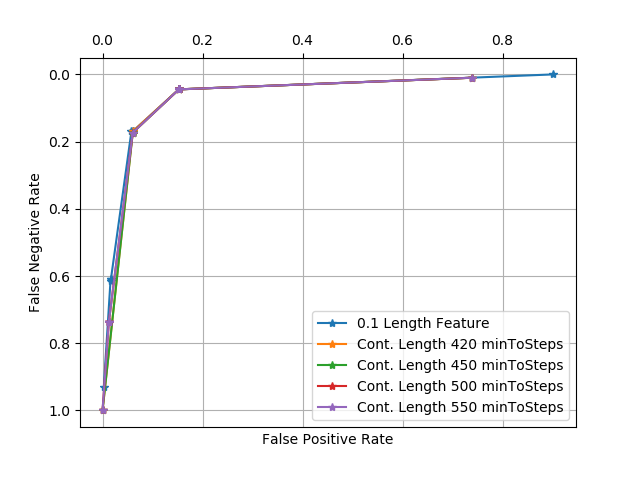 0.0 0.2 0.4 0.6 0.8
0.0
0.2
0.4
0.6
0.8
1.0
False Negative Rate
0.1 Length Feature
Cont. Length 420 minToSteps
Cont. Length 450 minToSteps
Cont. Length 500 minToSteps
Cont. Length 550 minToSteps
False Positive Rate